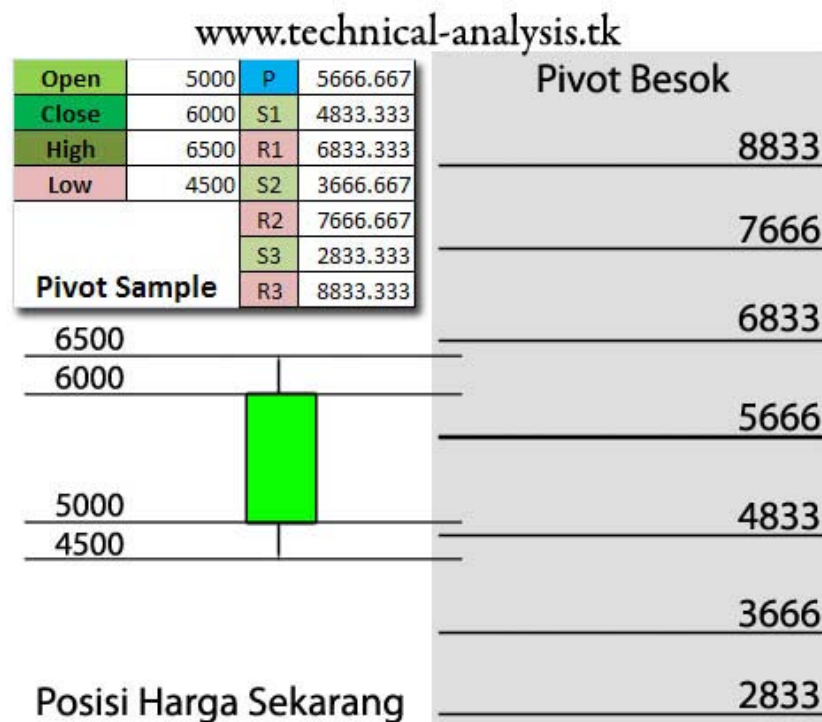 www.technical-analysis.tk
Open 5000 P 5666.667
Close 6000 S1 4833.333
High 6500 R1 6833.333
Low 4500 S2 3666.667
R2 7666.667
S3 2833.333
Pivot Sample R3 8833.333
Pivot Besok
8833
7666
6833
5666
4833
3666
2833
6500
6000
5000
4500
Posisi Harga Sekarang